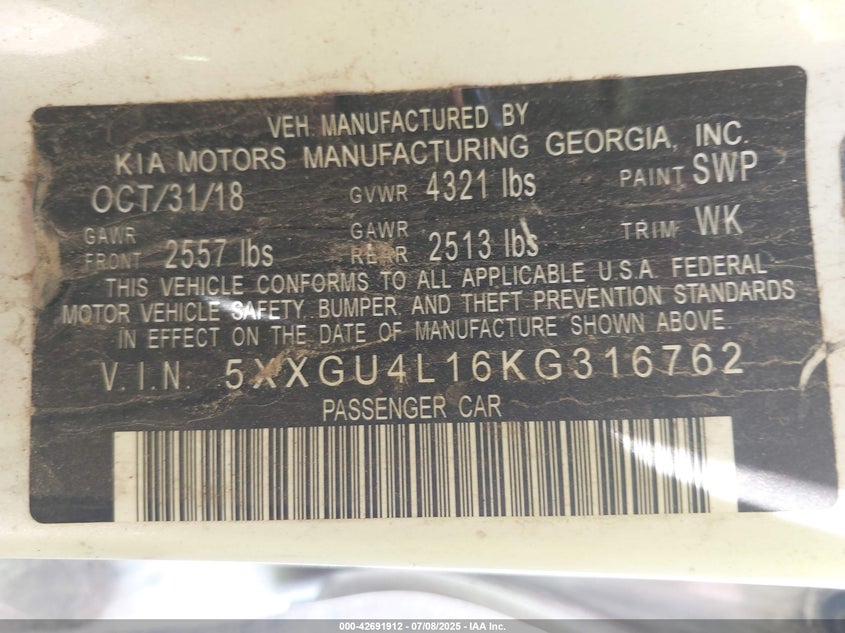 VEH. MANUFACTURED BY
KIA MOTORS MANUFACTURING GEORGIA, INC.
OCT/31/18 GVWR 4321 lbs PAINT SWP
GAWR FRONT 2557 lbs GAWR REAR 2513 lbs TRIM WK
THIS VEHICLE CONFORMS TO ALL APPLICABLE U.S.A. FEDERAL
MOTOR VEHICLE SAFETY, BUMPER, AND THEFT PREVENTION STANDARDS
IN EFFECT ON THE DATE OF MANUFACTURE SHOWN ABOVE.
V.I.N. 5XXGU4L16KG316762
PASSENGER CAR
000-42691912 - 07/08/2025 - IAA Inc.